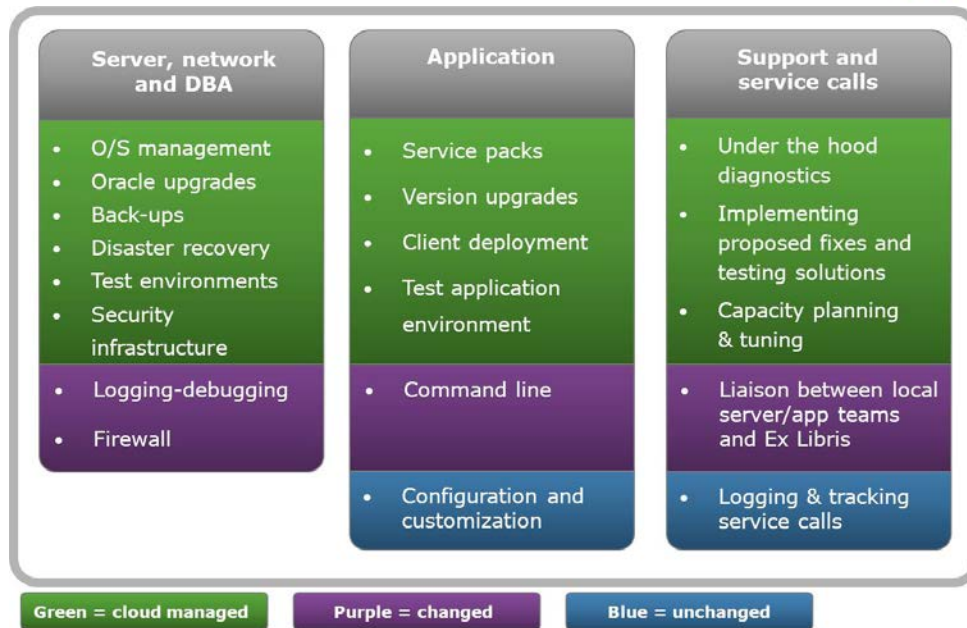 Server, network
and DBA
• O/S management
• Oracle upgrades
• Back-ups
• Disaster recovery
• Test environments
• Security
infrastructure
• Logging-debugging
• Firewall
Application
• Service packs
• Version upgrades
• Client deployment
• Test application
environment
• Command line
• Configuration and
customization
Support and
service calls
• Under the hood
diagnostics
• Implementing
proposed fixes and
testing solutions
• Capacity planning
& tuning
• Liaison between local
server/app teams
and Ex Libris
• Logging & tracking
service calls
Green = cloud managed
Purple = changed
Blue = unchanged